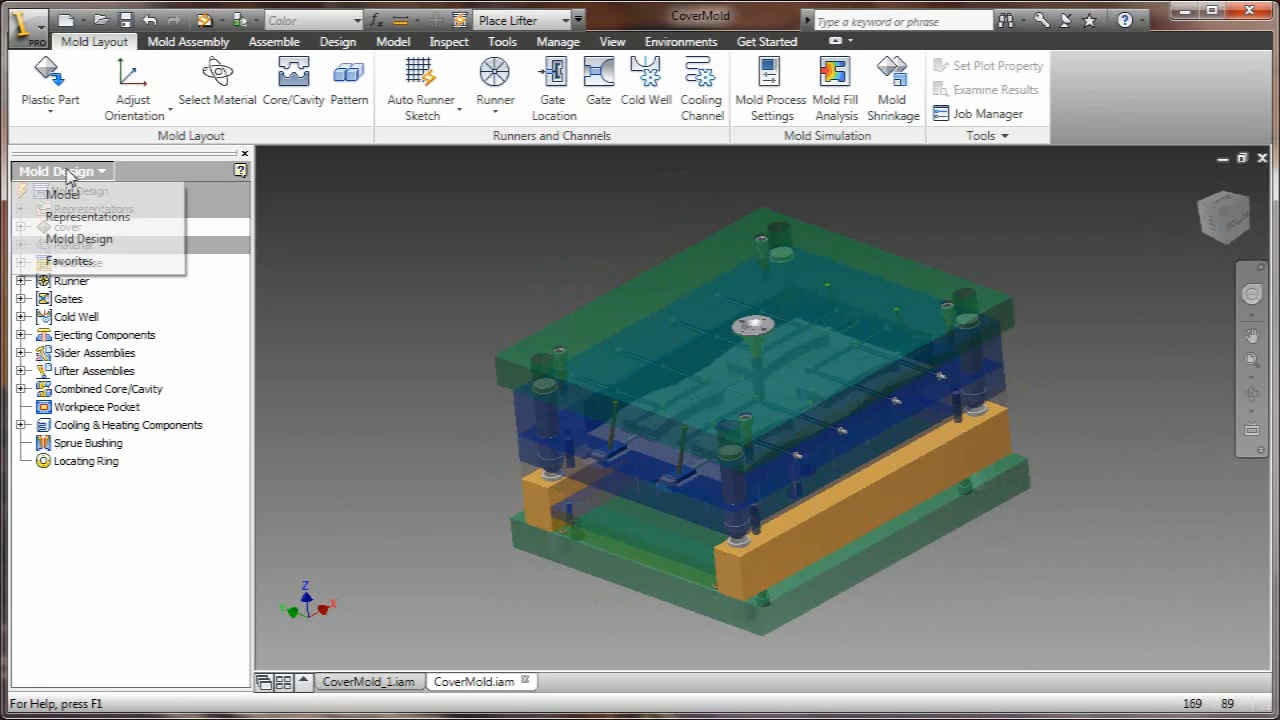 PRO
Color
Place Lifter
CoverMold
Type a keyword or phrase
Mold Layout
Mold Assembly
Assemble
Design
Model
Inspect
Tools
Manage
View
Environments
Get Started
Plastic Part
Adjust Orientation
Select Material
Core/Cavity
Pattern
Auto Runner Sketch
Runner
Gate Location
Gate
Cold Well
Cooling Channel
Mold Process Settings
Mold Fill Analysis
Mold Shrinkage
Set Plot Property
Examine Results
Job Manager
Mold Layout
Runners and Channels
Mold Simulation
Tools
Mold Design
Model
Mold Design
Representations
Representations
cover
Mold Design
Favorites
Runner
Gates
Cold Well
Ejecting Components
Slider Assemblies
Lifter Assemblies
Combined Core/Cavity
Workpiece Pocket
Cooling & Heating Components
Sprue Bushing
Locating Ring
Z
X
CoverMold_1.iam
CoverMold.iam
For Help, press F1
169
89